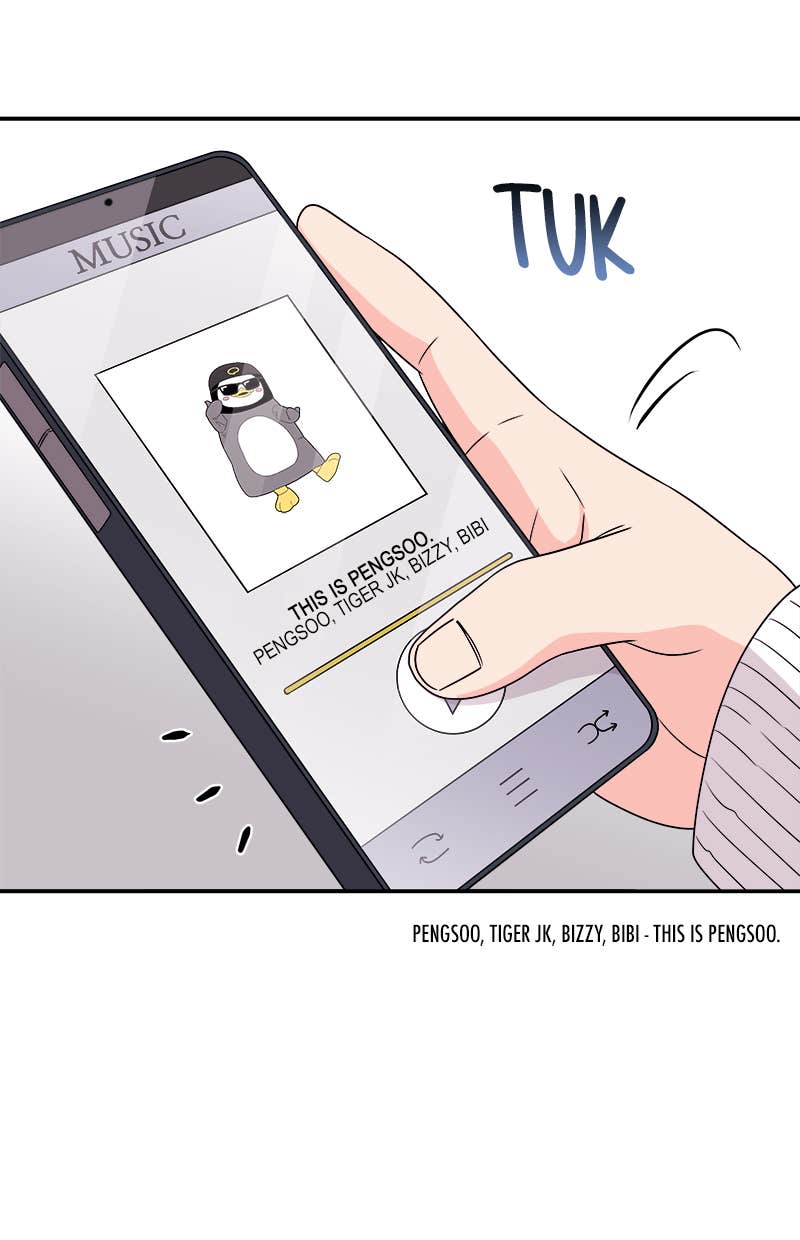 TUK
MUSIC
THIS IS PENGSOO.
PENGSOO, TIGER JK, BIZZY, BIBI
PENGSOO, TIGER JK, BIZZY, BIBI - THIS IS PENGSOO.